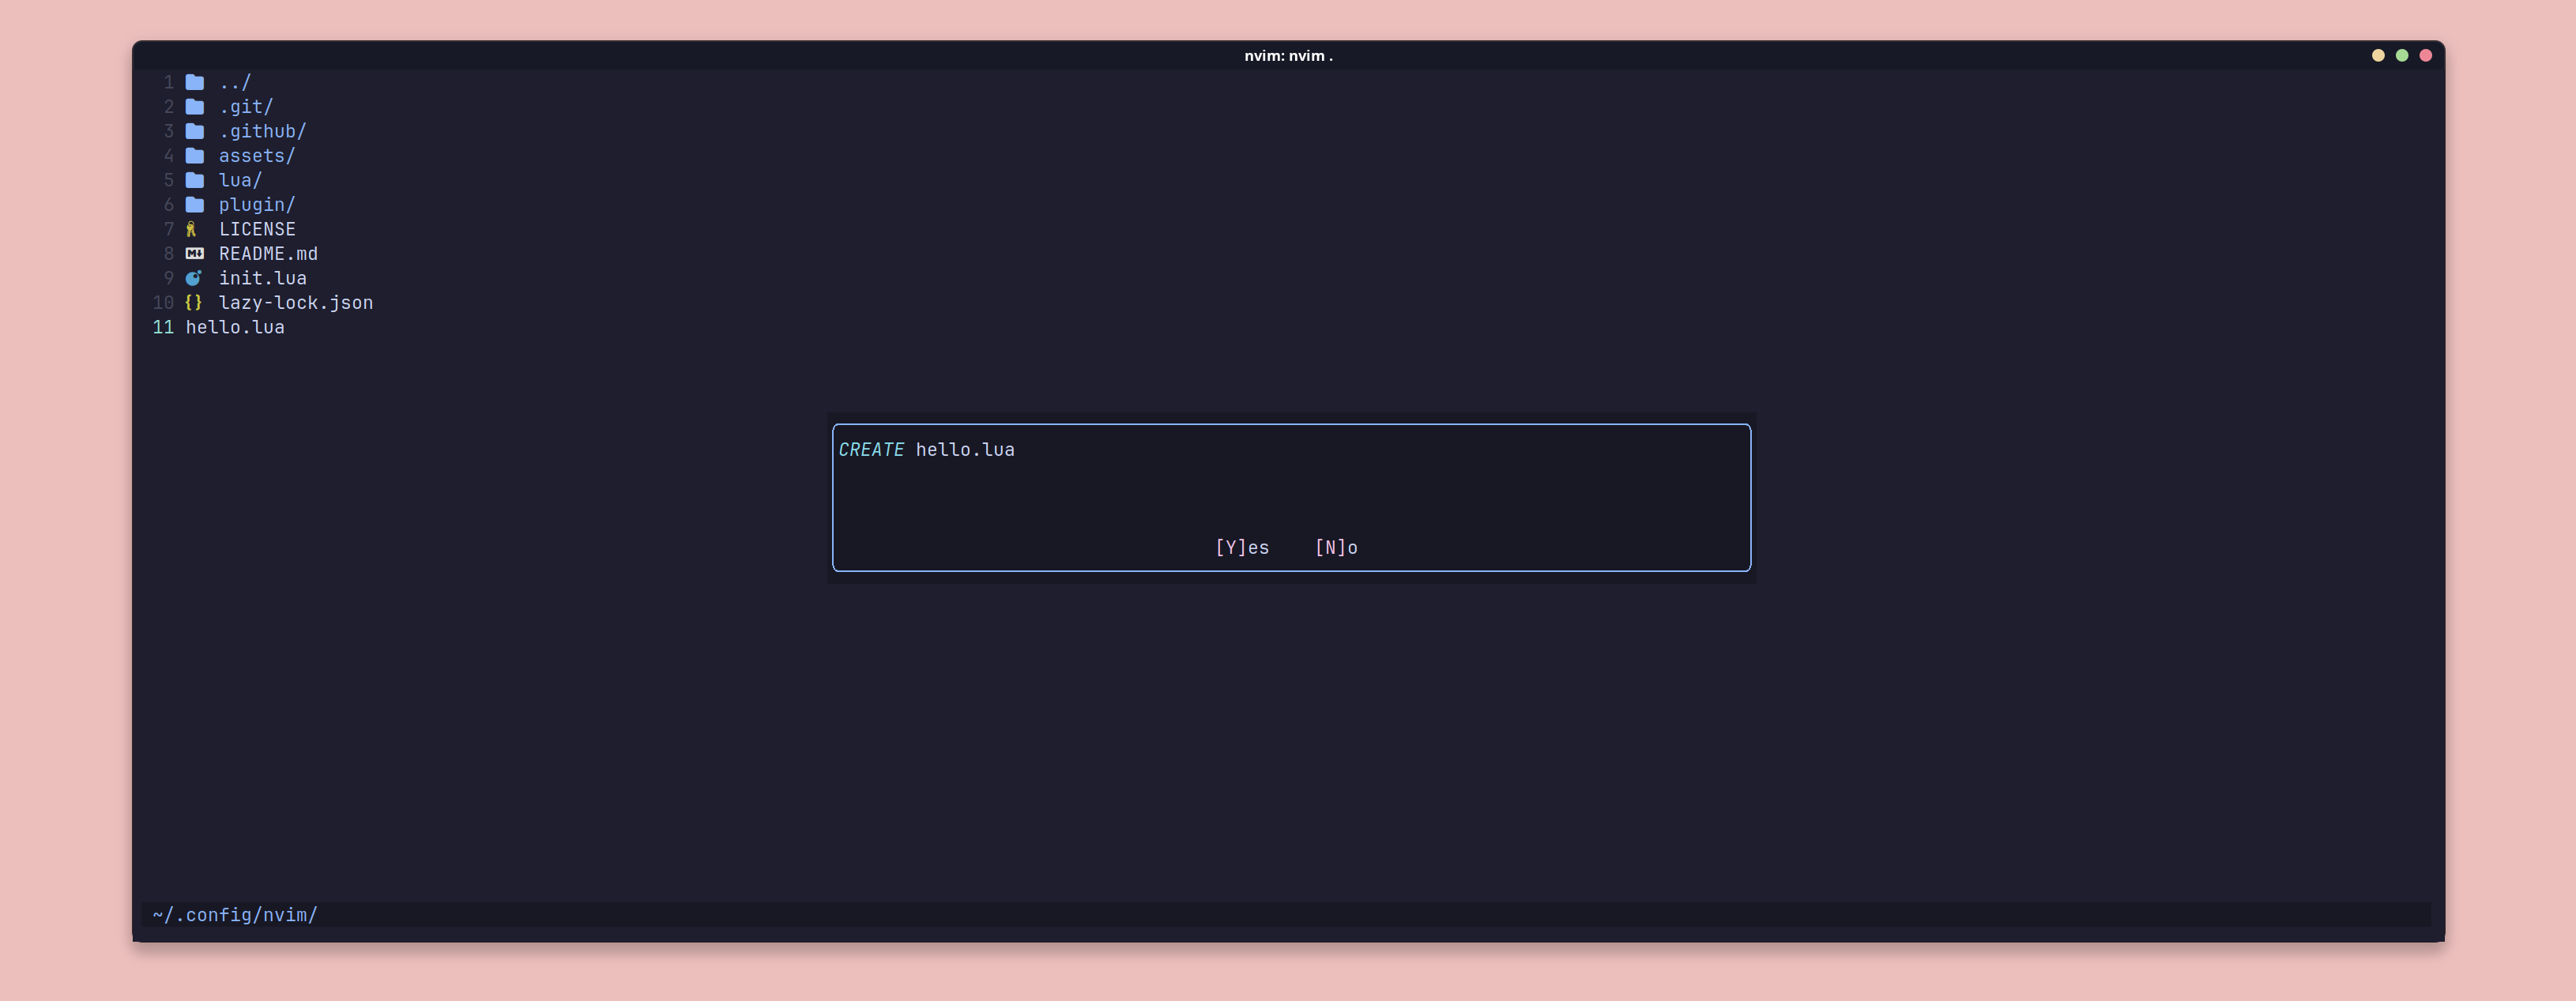 nvim: nvim .
1 ../
2 .git/
3 .github/
4 assets/
5 lua/
6 plugin/
7 LICENSE
8 README.md
9 init.lua
10 {} lazy-lock.json
11 hello.lua
CREATE hello.lua
[Y]es [N]o
~/.config/nvim/